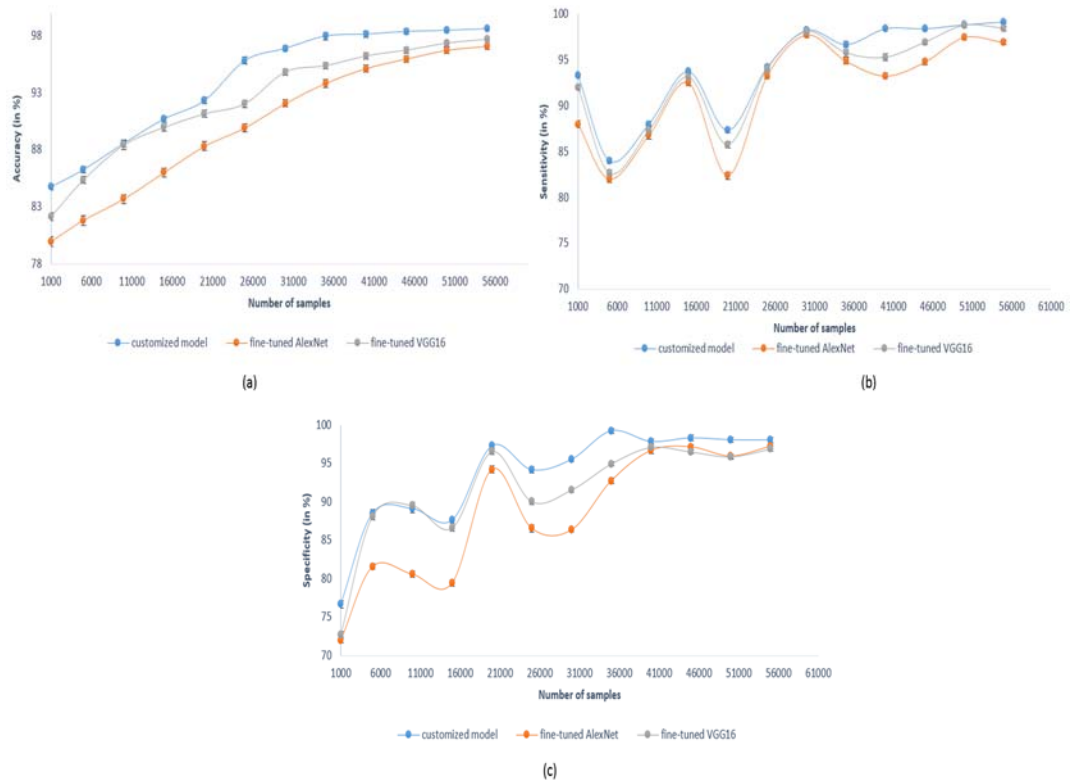 98
93
88
83
78
Accuracy (in %)
1000 6000 11000 16000 21000 26000 31000 36000 41000 46000 51000 56000
Number of samples
customized model fine-tuned AlexNet fine-tuned VGG16
(a)
100
95
90
85
80
75
70
Sensitivity (in %)
1000 6000 11000 16000 21000 26000 31000 36000 41000 46000 51000 56000 61000
Number of samples
customized model fine-tuned AlexNet fine-tuned VGG16
(b)
100
95
90
85
80
75
70
Specificity (in %)
1000 6000 11000 16000 21000 26000 31000 36000 41000 46000 51000 56000 61000
Number of samples
customized model fine-tuned AlexNet fine-tuned VGG16
(c)